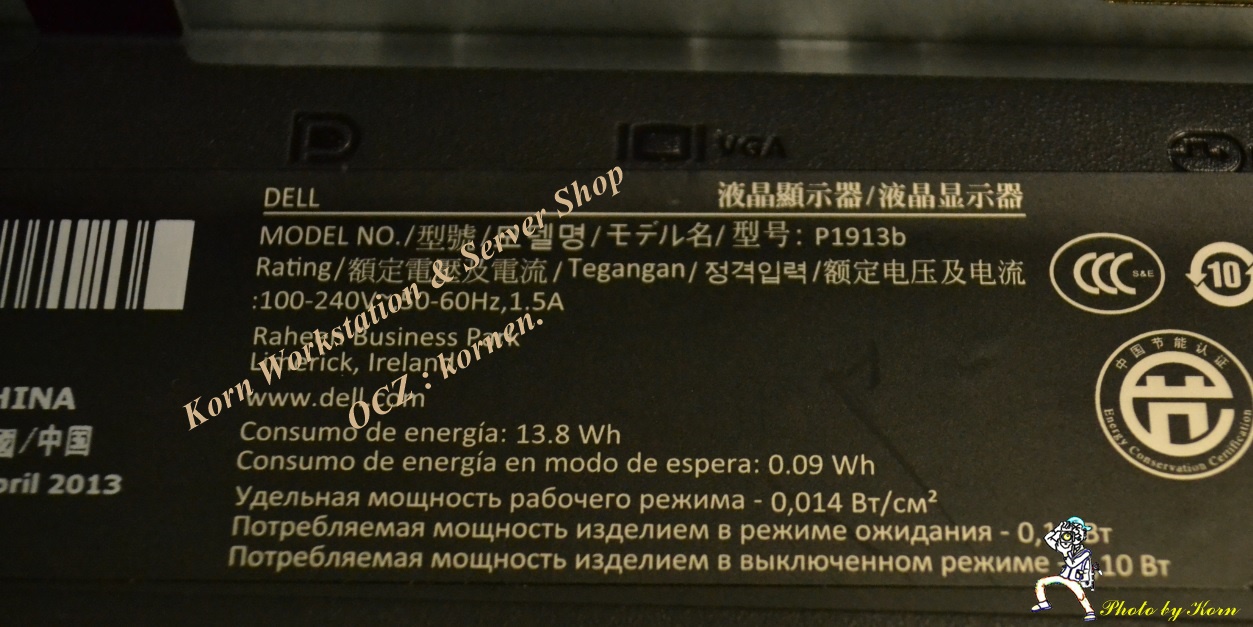 VGA
DELL 液晶顯示器/液晶显示器
MODEL NO./型號/모델명/モデル名/型号: P1913b
Rating/額定電壓及電流/Tegangan/정격입력/额定电压及电流
:100-240V 50-60Hz,1.5A
Business Park
Limerick, Ireland
www.dell.com
Consumo de energía: 13.8 Wh
Consumo de energía en modo de espera: 0.09 Wh
Удельная мощность рабочего режима - 0,014 Вт/см²
Потребляемая мощность изделием в режиме ожидания - Вт
Потребляемая мощность изделием в выключенном режиме 10 Вт
/中国
2013
CCC S&E
10
中国节能认证
Energy Conservation
Korn Workstation & Server Shop
OCZ : kornen.
Photo by Korn